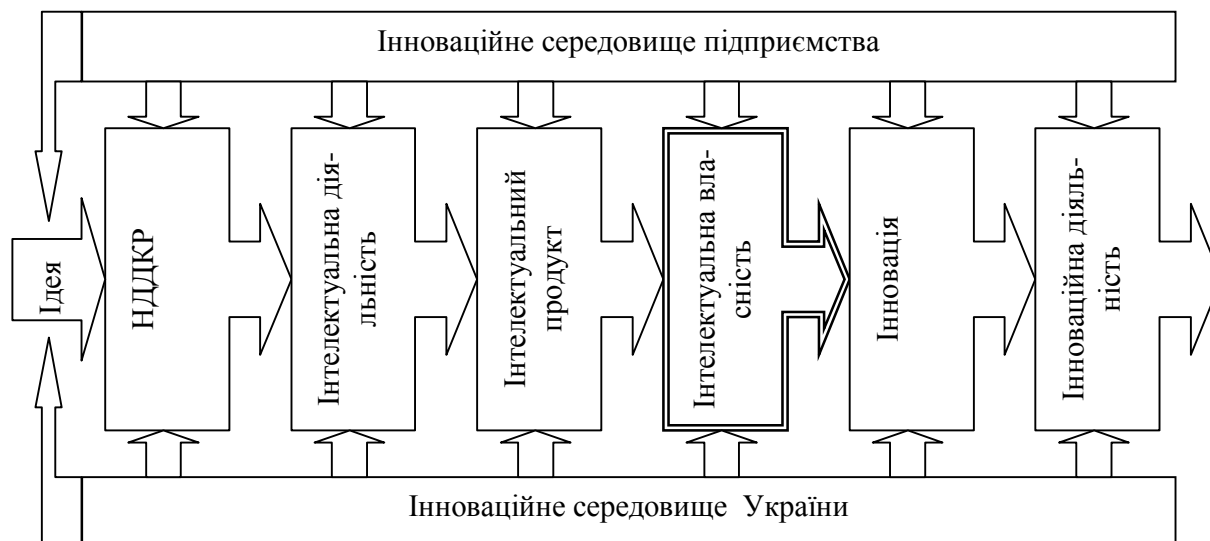 Інноваційне середовище підприємства
Ідея
НДДКР
Інтелектуальна дія-
льність
Інтелектуальний
продукт
Інтелектуальна вла-
сність
Інновація
Інноваційна діяль-
ність
Інноваційне середовище України